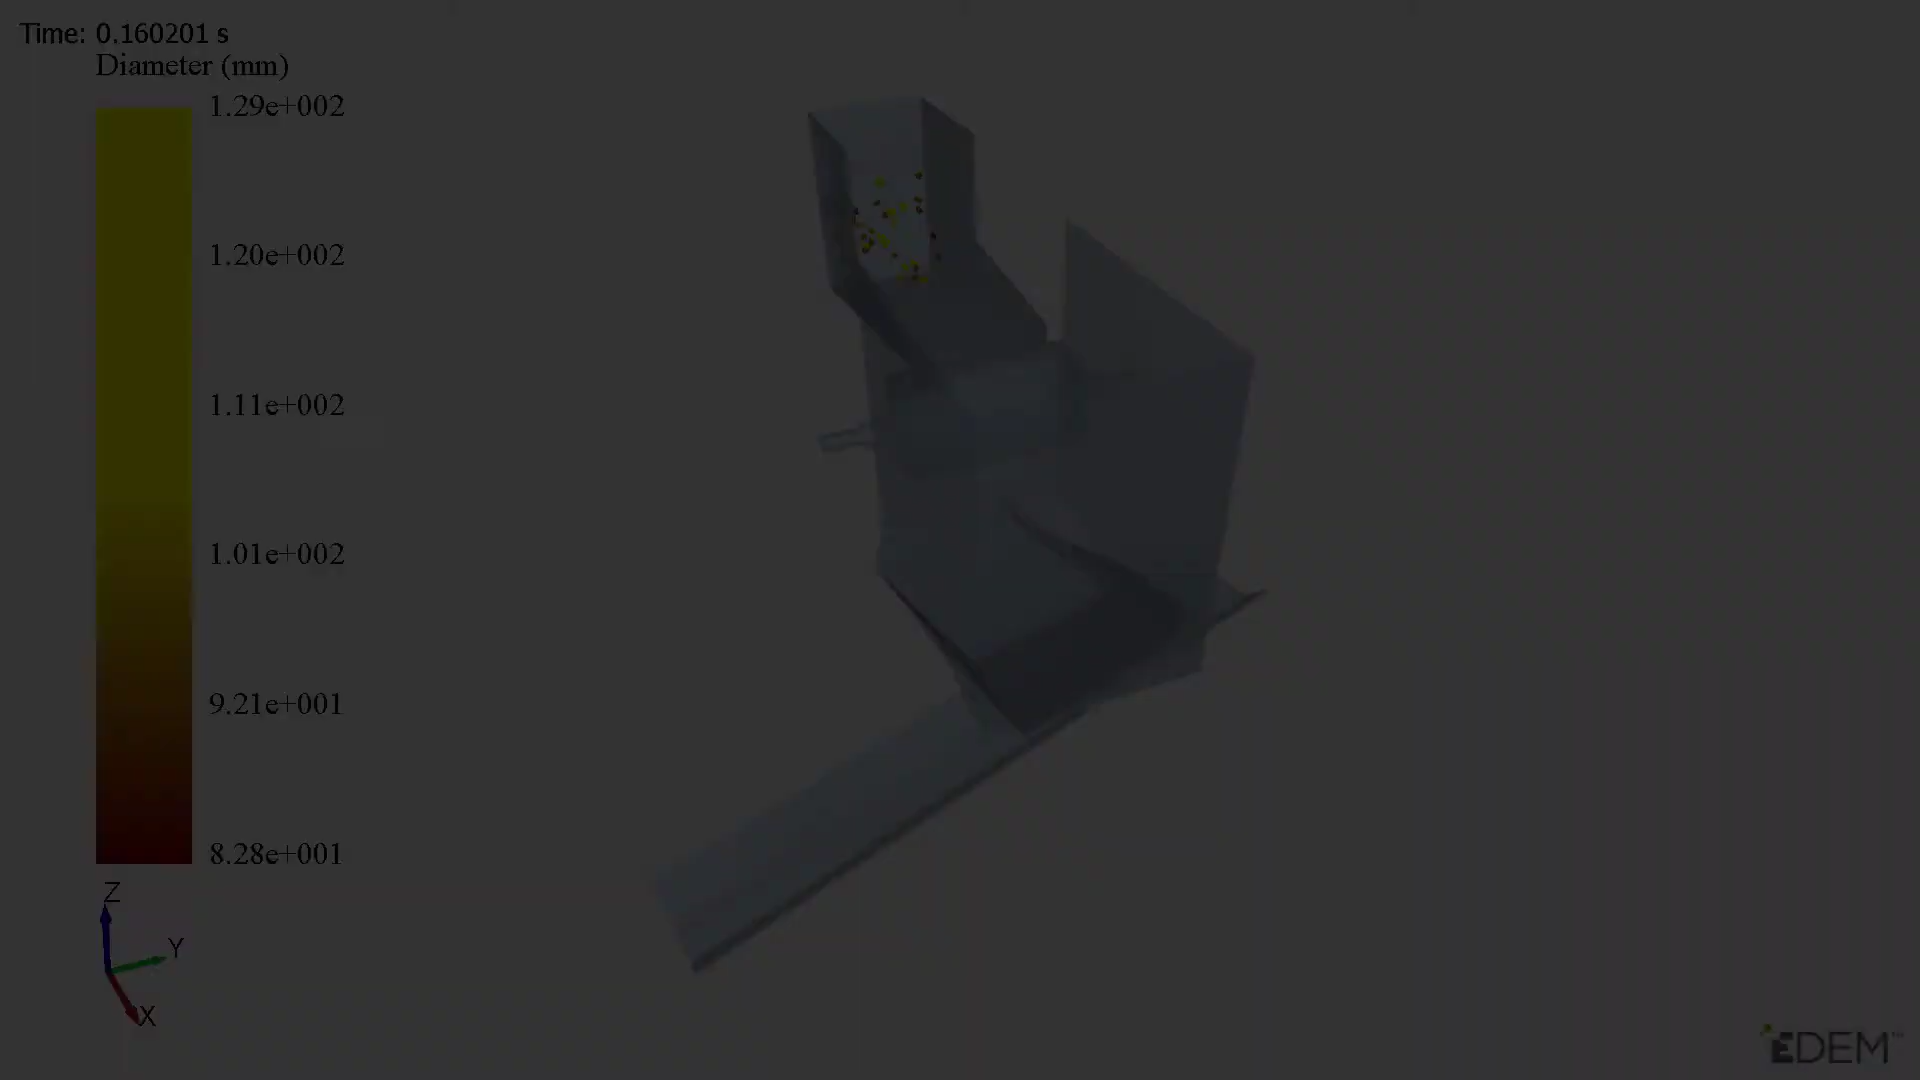 Time: 0.160201 s
Diameter (mm)
1.29e+002
1.20e+002
1.11e+002
1.01e+002
9.21e+001
8.28e+001
Z
Y
X
EDEM™